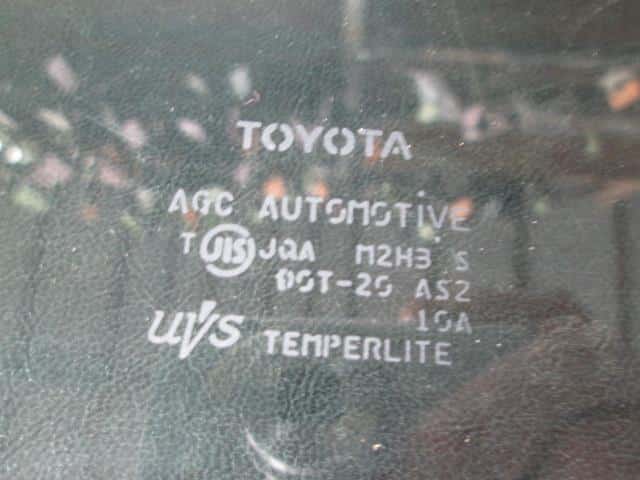 TOYOTA
AGC AUTOMOTIVE
T JIS JQA M2H3 S
DOT-20 AS2
10A
UVS TEMPERLITE